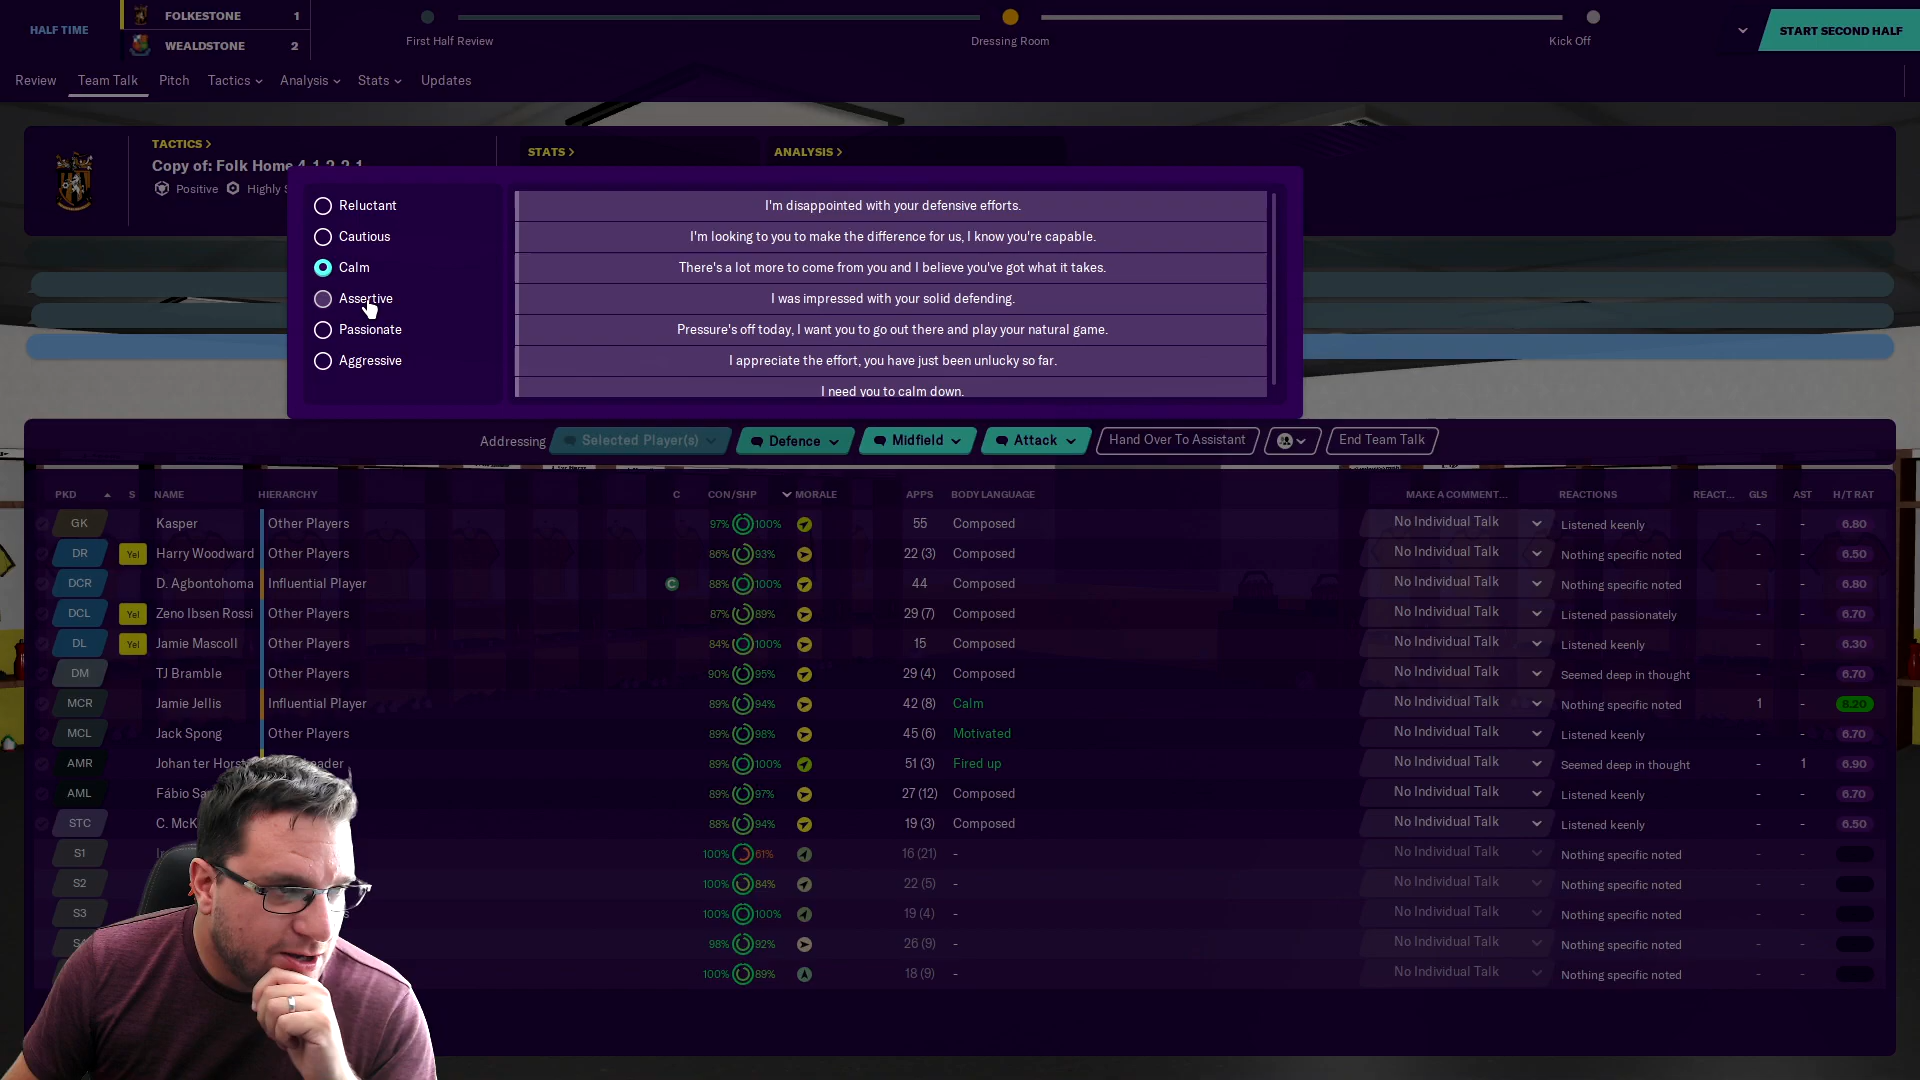 HALF TIME
FOLKESTONE 1
WEALDSTONE 2
First Half Review
Dressing Room
Kick Off
START SECOND HALF
Review Team Talk Pitch Tactics Analysis Stats Updates
TACTICS >
Copy of: Folk Home 4-1-2-2-1
Positive Highly S
STATS >
ANALYSIS >
Reluctant
Cautious
Calm
Assertive
Passionate
Aggressive
I'm disappointed with your defensive efforts.
I'm looking to you to make the difference for us, I know you're capable.
There's a lot more to come from you and I believe you've got what it takes.
I was impressed with your solid defending.
Pressure's off today, I want you to go out there and play your natural game.
I appreciate the effort, you have just been unlucky so far.
I need you to calm down.
Addressing Selected Player(s) Defence Midfield Attack Hand Over To Assistant End Team Talk
PKD S NAME HIERARCHY C CON/SHP MORALE APPS BODY LANGUAGE MAKE A COMMENT... REACTIONS REACT... GLS AST H/T RAT
GK Kasper Other Players 97% 100% 55 Composed No Individual Talk Listened keenly - - 6.80
DR Yel Harry Woodward Other Players 86% 93% 22 (3) Composed No Individual Talk Nothing specific noted - - 6.50
DCR D. Agbontohoma Influential Player C 88% 100% 44 Composed No Individual Talk Nothing specific noted - - 6.80
DCL Yel Zeno Ibsen Rossi Other Players 87% 89% 29 (7) Composed No Individual Talk Listened passionately - - 6.70
DL Yel Jamie Mascoll Other Players 84% 100% 15 Composed No Individual Talk Listened keenly - - 6.30
DM TJ Bramble Other Players 90% 95% 29 (4) Composed No Individual Talk Seemed deep in thought - - 6.70
MCR Jamie Jellis Influential Player 89% 94% 42 (8) Calm No Individual Talk Nothing specific noted 1 - 8.20
MCL Jack Spong Other Players 89% 98% 45 (6) Motivated No Individual Talk Listened keenly - - 6.70
AMR Johan ter Horst eader 89% 100% 51 (3) Fired up No Individual Talk Seemed deep in thought - 1 6.90
AML Fábio Sa 89% 97% 27 (12) Composed No Individual Talk Listened keenly - - 6.70
STC C. McK 88% 94% 19 (3) Composed No Individual Talk Listened keenly - - 6.50
S1 100% 61% 16 (21) - No Individual Talk Nothing specific noted - -
S2 100% 84% 22 (5) - No Individual Talk Nothing specific noted - -
S3 100% 100% 19 (4) - No Individual Talk Nothing specific noted - -
98% 92% 26 (9) - No Individual Talk Nothing specific noted - -
100% 89% 18 (9) - No Individual Talk Nothing specific noted - -